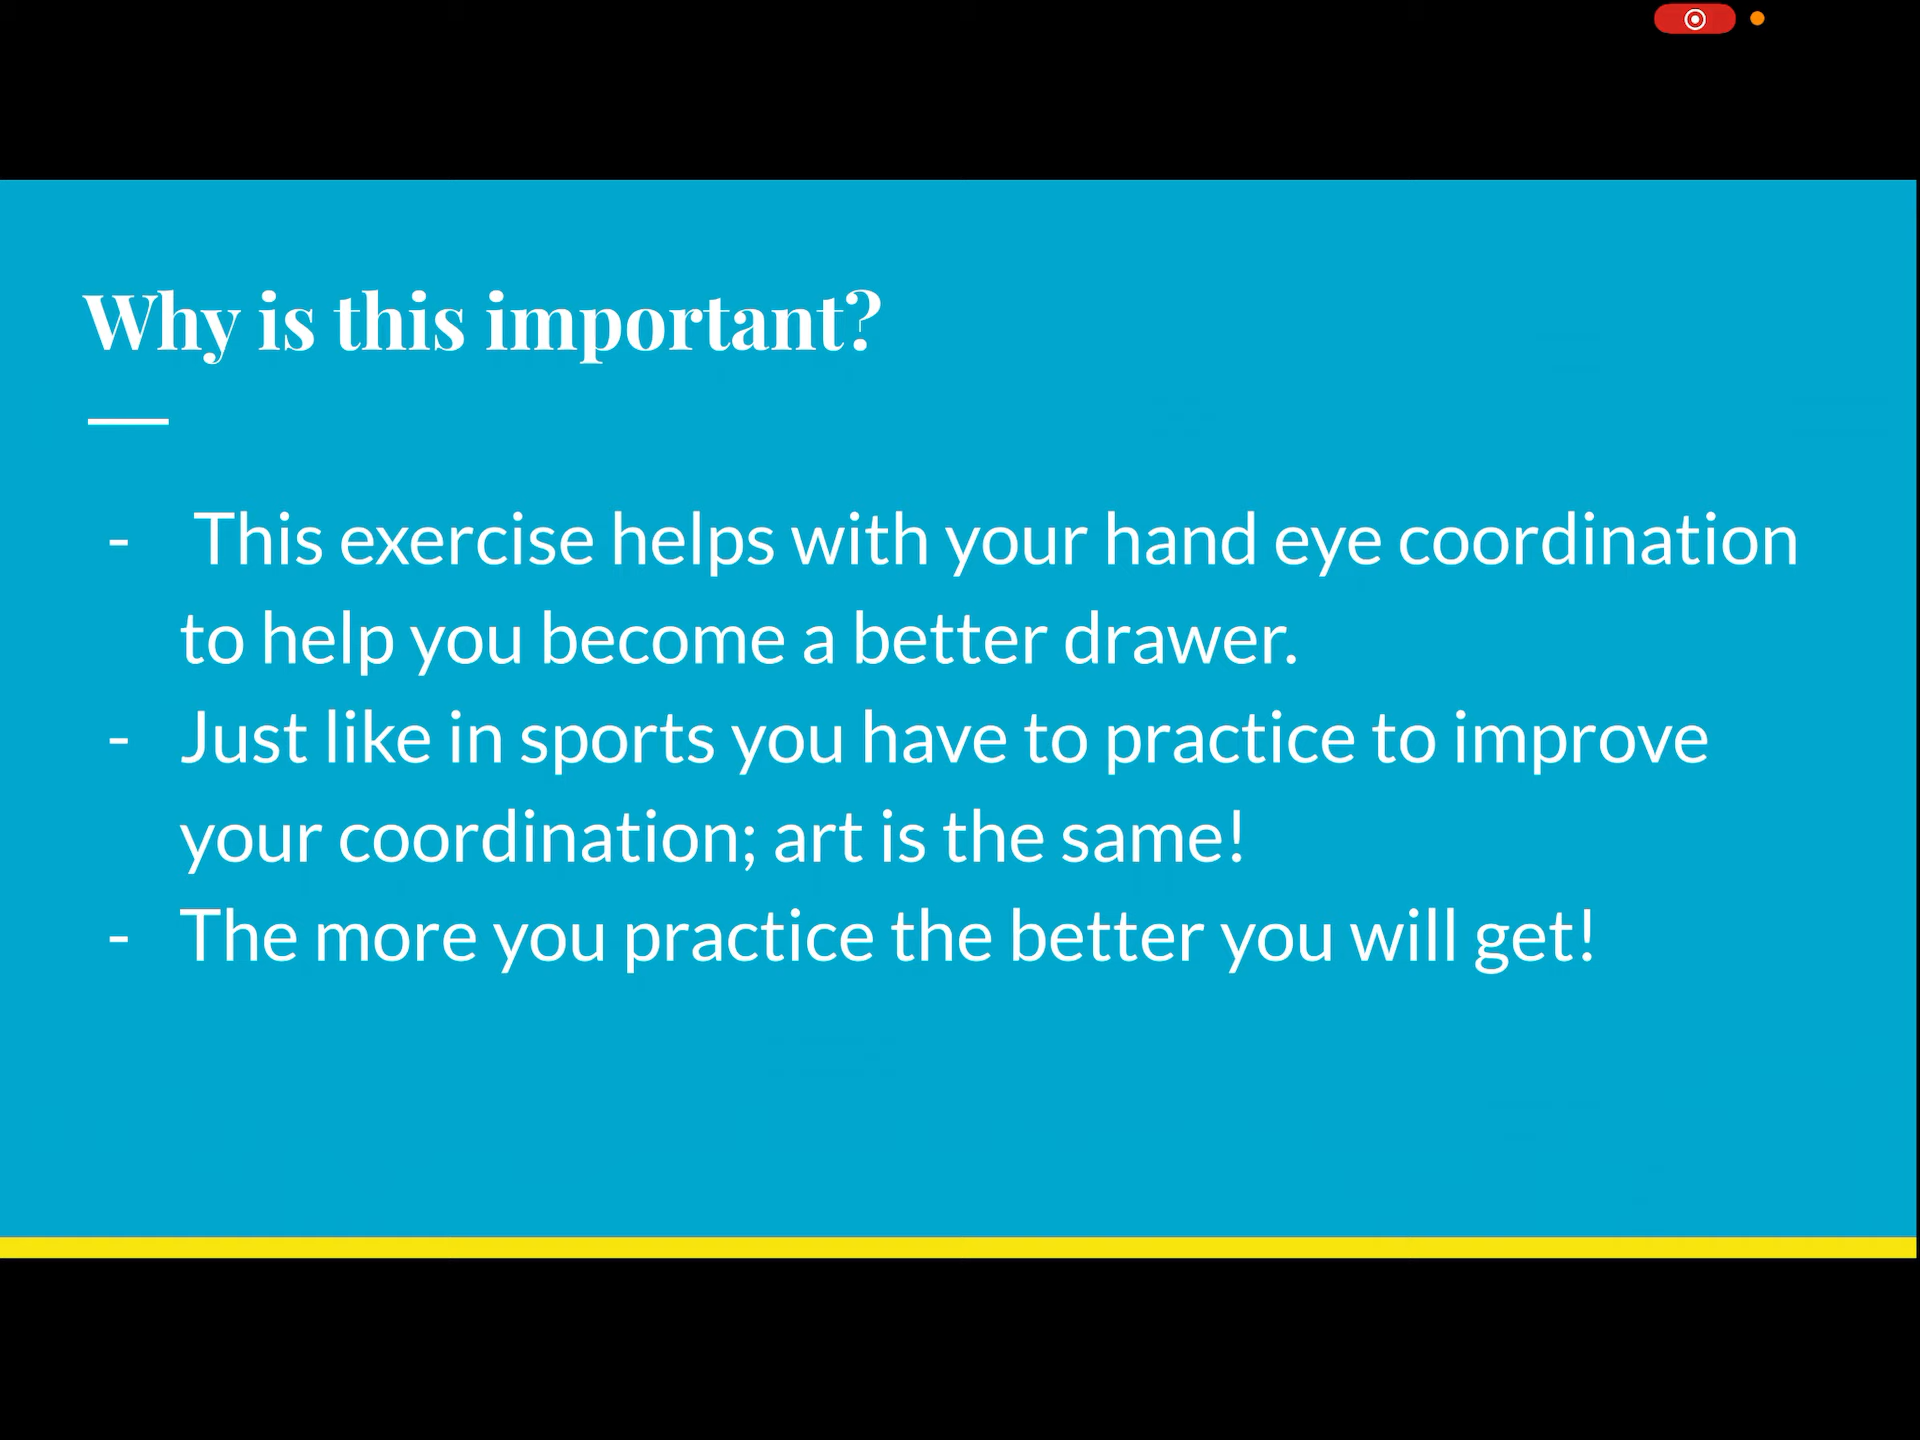 Why is this important?
- This exercise helps with your hand eye coordination
to help you become a better drawer.
- Just like in sports you have to practice to improve
your coordination; art is the same!
- The more you practice the better you will get!